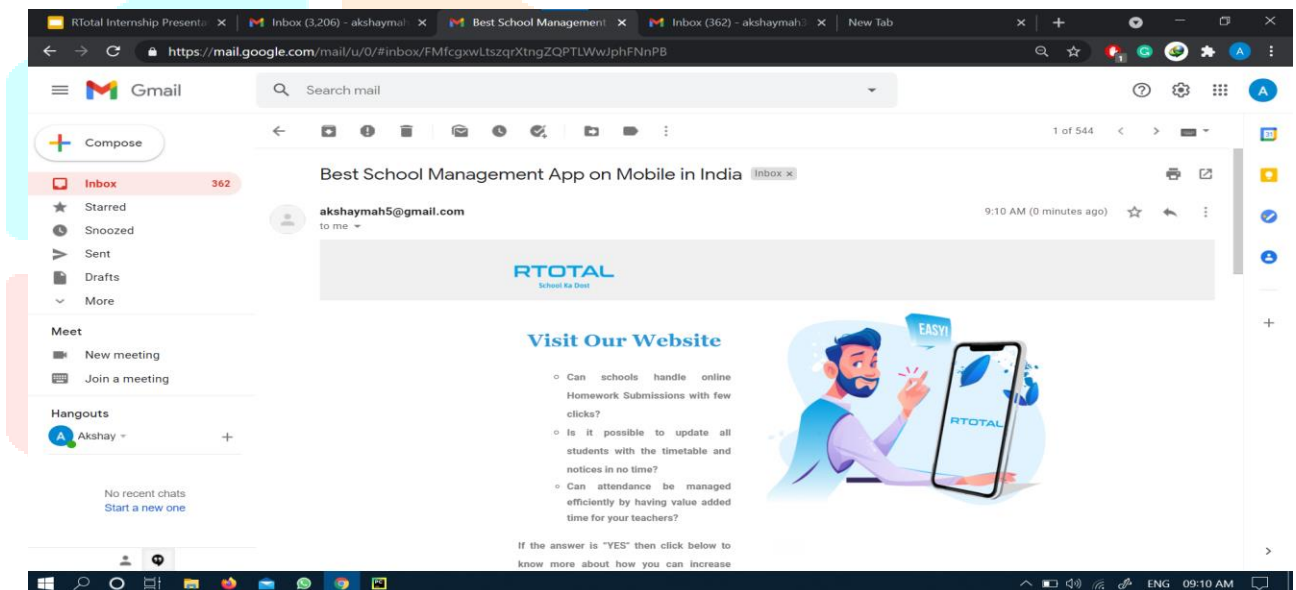 RTotal Internship Presenta
Inbox (3,206) - akshaymah
Best School Management
Inbox (362) - akshaymah3
New Tab
https://mail.google.com/mail/u/0/#inbox/FMfcgxwLtszqrXtngZQPTLWwJphFNnPB
1
G
A
Gmail
Search mail
A
Compose
1 of 544
31
Best School Management App on Mobile in India Inbox ×
Inbox 362
Starred
akshaymah5@gmail.com 9:10 AM (0 minutes ago)
to me
Snoozed
Sent
Drafts
More
RTOTAL
School Ka Dost
Meet
New meeting
Join a meeting
Hangouts
A Akshay
No recent chats
Start a new one
Visit Our Website
Can schools handle online
Homework Submissions with few
clicks?
Is it possible to update all
students with the timetable and
notices in no time?
Can attendance be managed
efficiently by having value added
time for your teachers?
If the answer is "YES" then click below to
know more about how you can increase
EASY!
RTOTAL
PC
ENG 09:10 AM